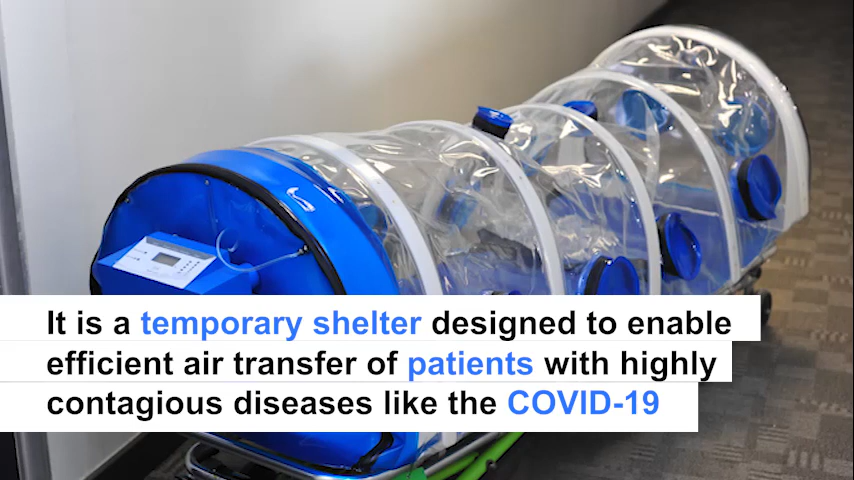 It is a temporary shelter designed to enable
efficient air transfer of patients with highly
contagious diseases like the COVID-19